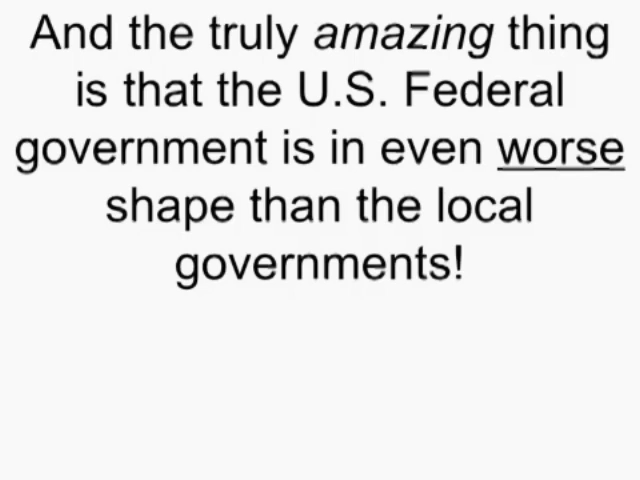 And the truly amazing thing
is that the U.S. Federal
government is in even worse
shape than the local
governments!